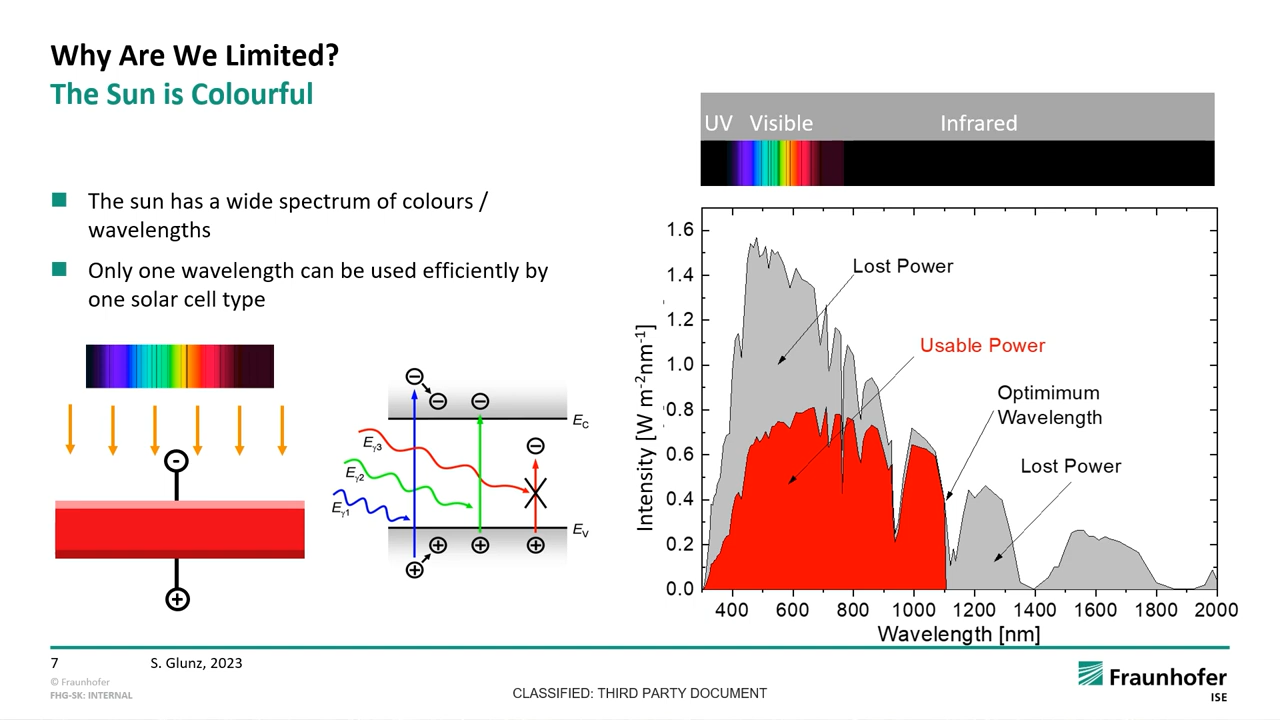 Why Are We Limited?
The Sun is Colourful
The sun has a wide spectrum of colours /
wavelengths
Only one wavelength can be used efficiently by
one solar cell type
-
+
Eγ3
Eγ2
Eγ1
EC
EV
UV Visible Infrared
Lost Power
Usable Power
Optimimum
Wavelength
Lost Power
Intensity [W m-2nm-1]
1.6
1.4
1.2
1.0
0.8
0.6
0.4
0.2
0.0
400 600 800 1000 1200 1400 1600 1800 2000
Wavelength [nm]
7 S. Glunz, 2023
© Fraunhofer
FHG-SK: INTERNAL
CLASSIFIED: THIRD PARTY DOCUMENT
Fraunhofer
ISE